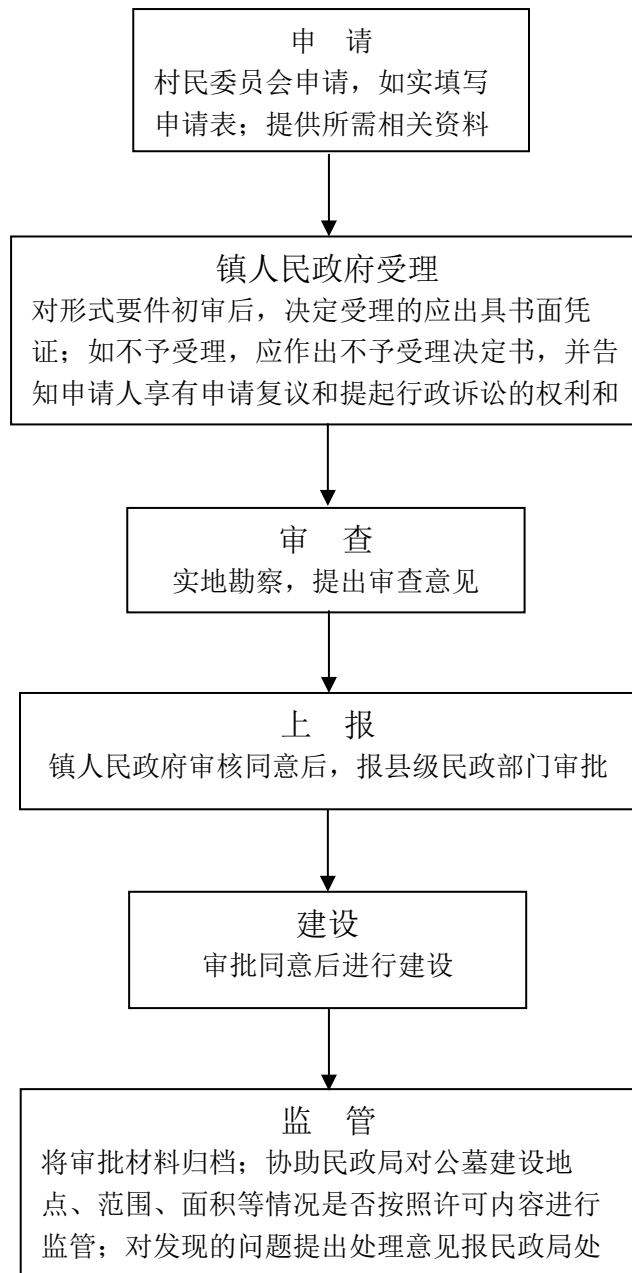 申 请
村民委员会申请，如实填写
申请表；提供所需相关资料
镇人民政府受理
对形式要件初审后，决定受理的应出具书面凭
证；如不予受理，应作出不予受理决定书，并告
知申请人享有申请复议和提起行政诉讼的权利和
审 查
实地勘察，提出审查意见
上 报
镇人民政府审核同意后，报县级民政部门审批
建设
审批同意后进行建设
监 管
将审批材料归档；协助民政局对公墓建设地
点、范围、面积等情况是否按照许可内容进行
监管；对发现的问题提出处理意见报民政局处